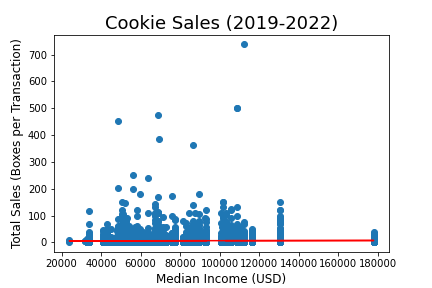 Cookie Sales (2019-2022)
Total Sales (Boxes per Transaction)
700
600
500
400
300
200
100
0
20000 40000 60000 80000 100000 120000 140000 160000 180000
Median Income (USD)